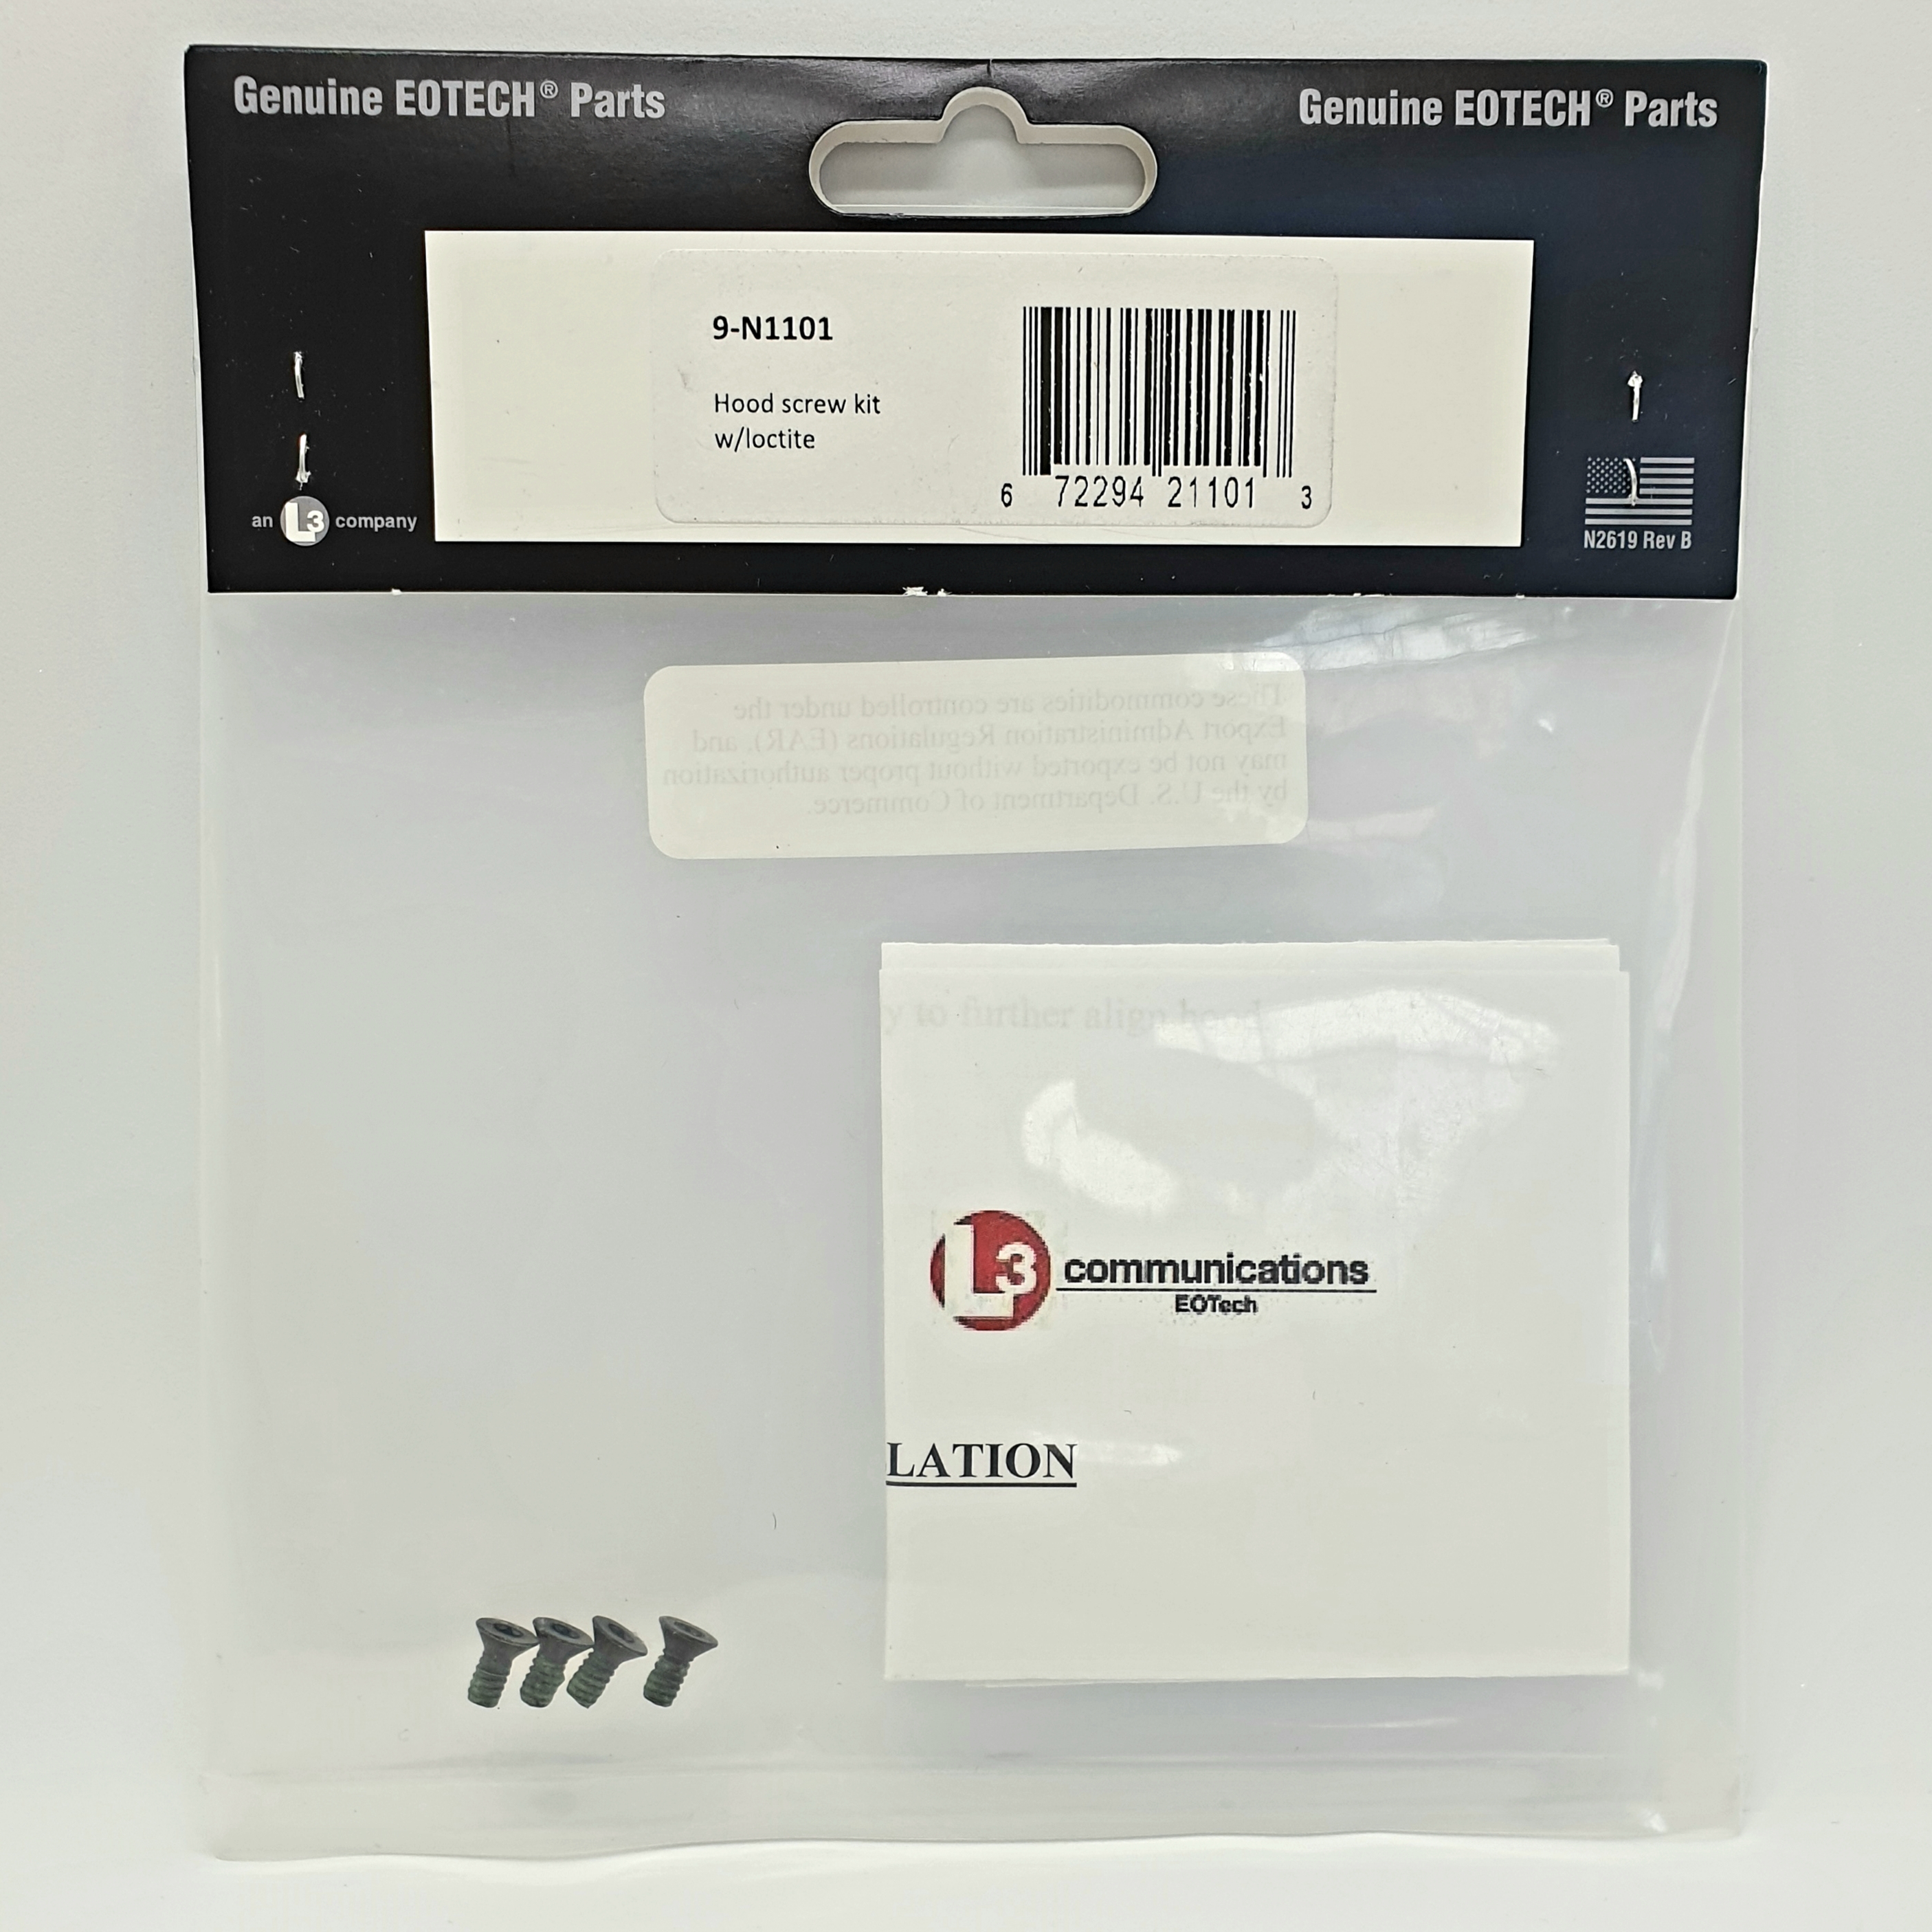 Genuine EOTECH® Parts
Genuine EOTECH® Parts
9-N1101
Hood screw kit
w/loctite
6 72294 21101 3
an L3 company
N2619 Rev B
These commodities are controlled under the
Export Administration Regulations (EAR), and
may not be exported without proper authorization
by the U.S. Department of Commerce.
y to further align hood
L3 communications
EOTech
LATION